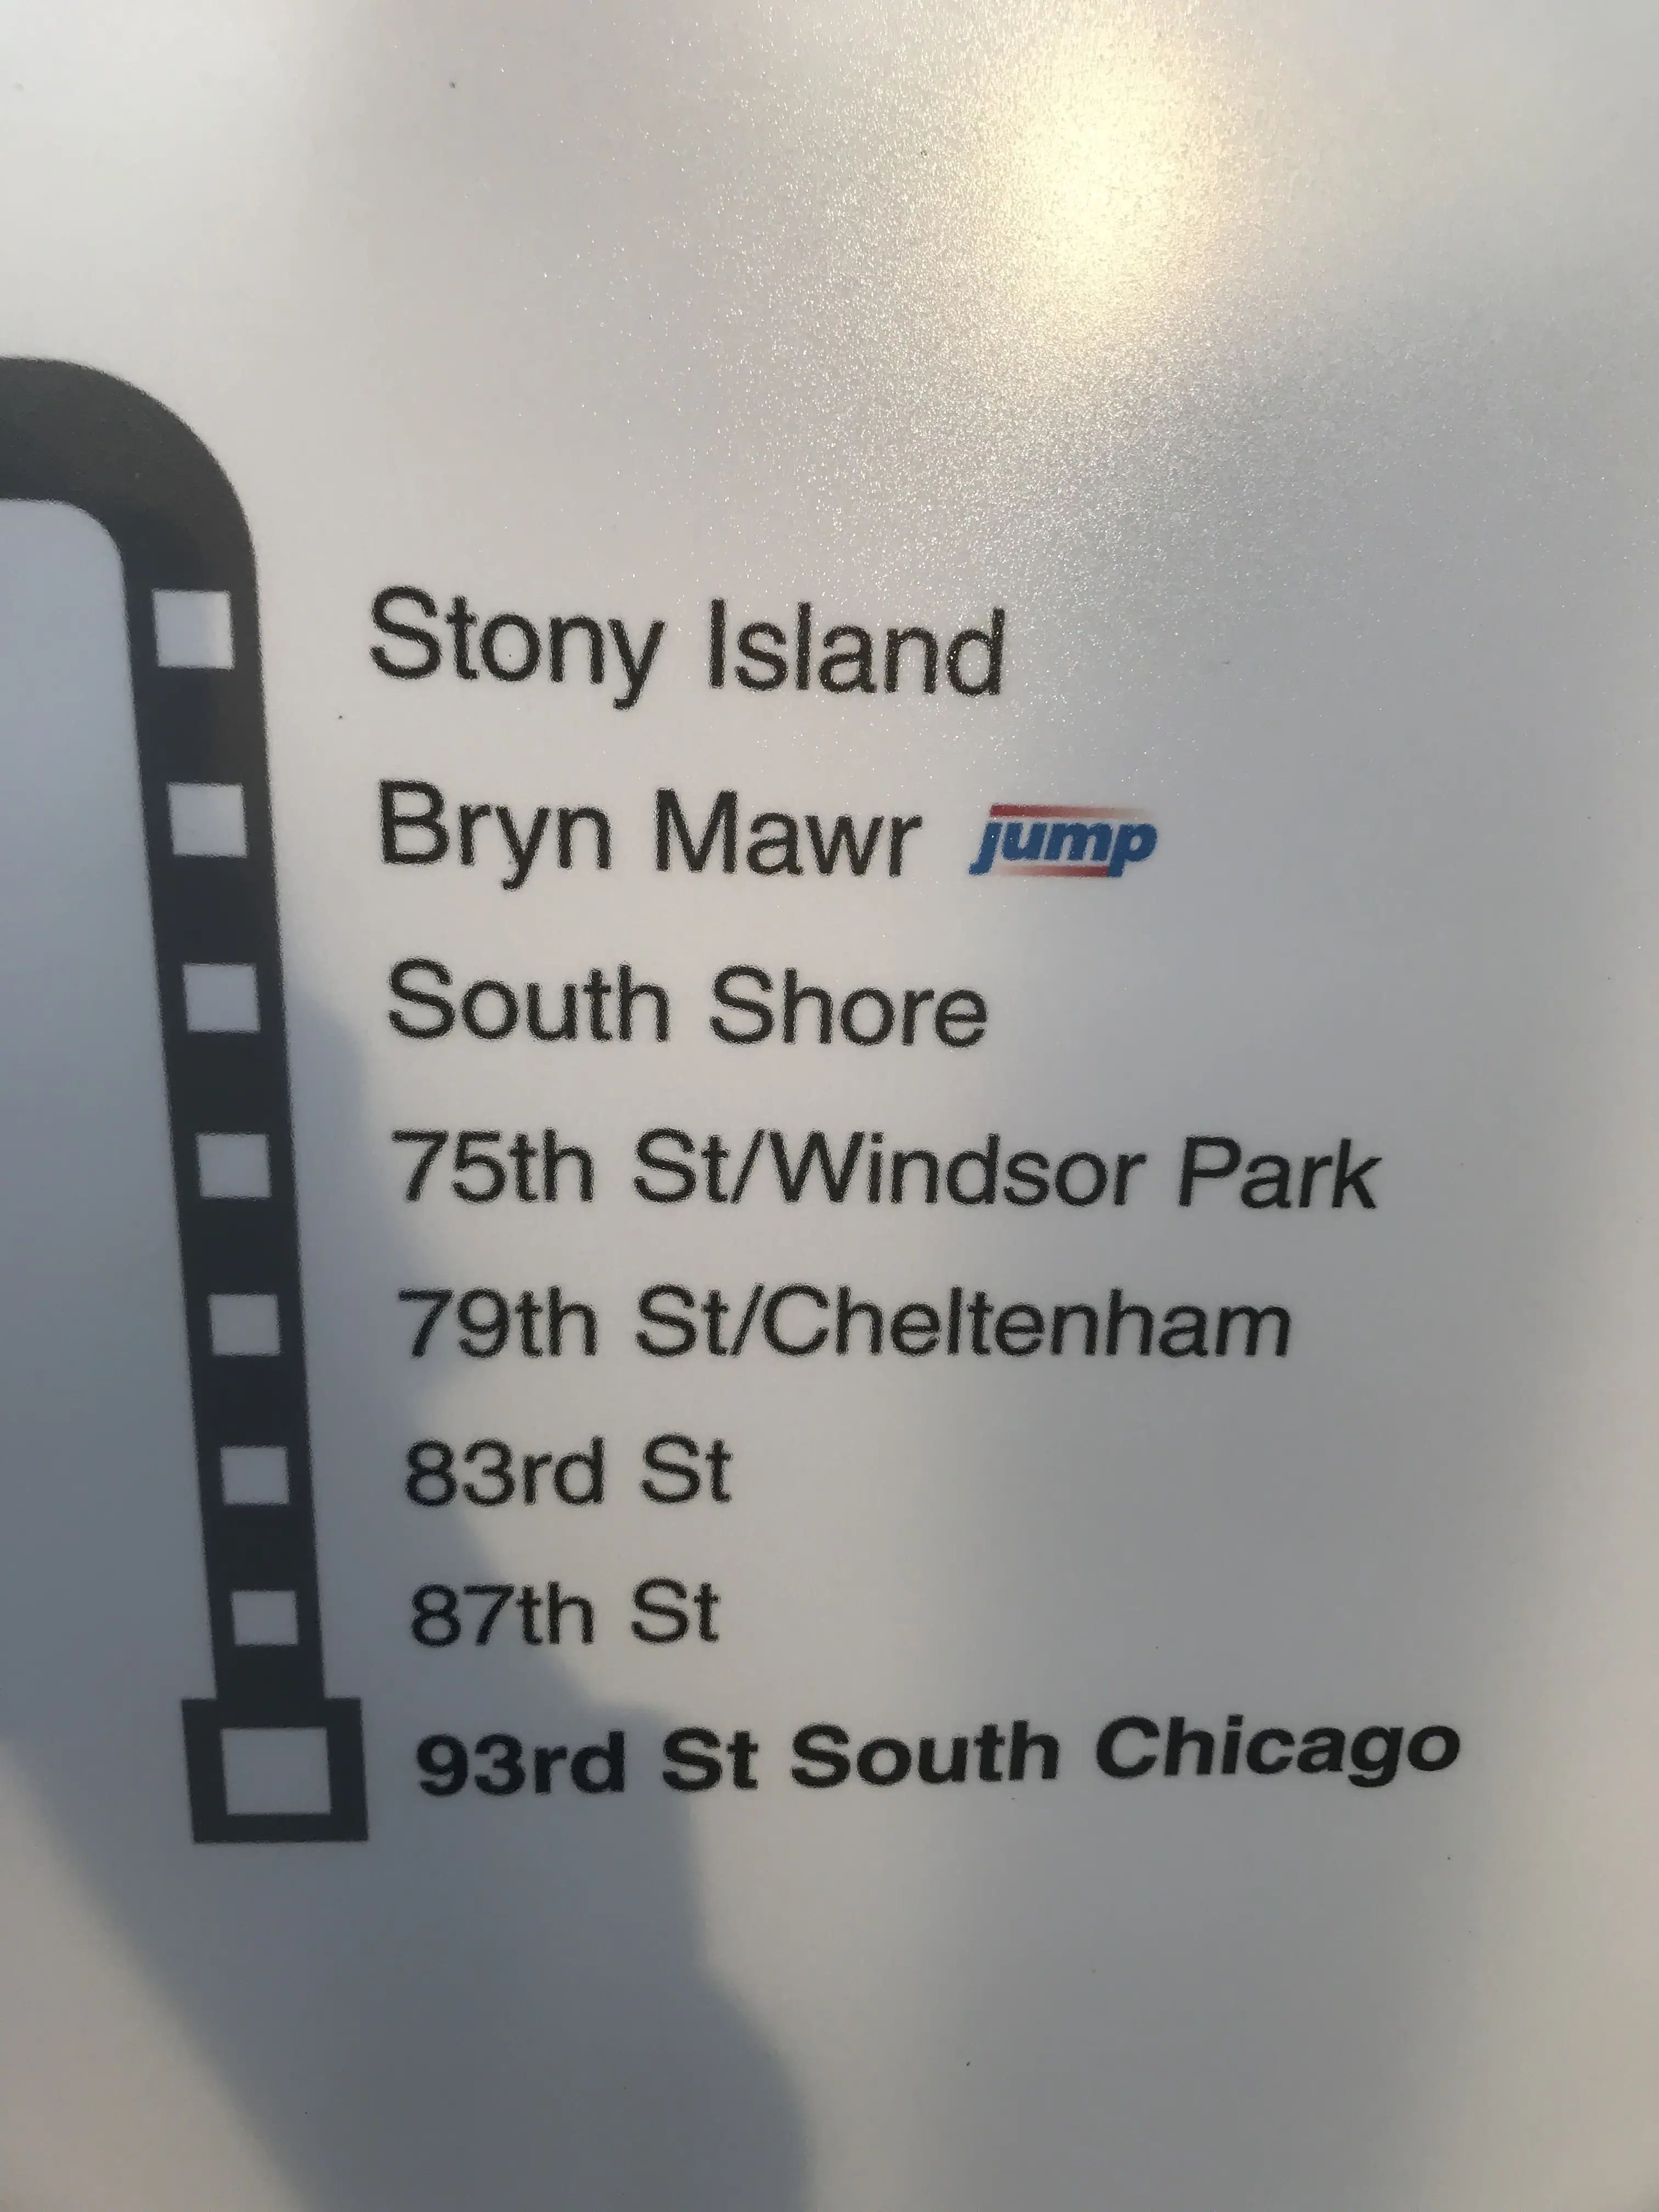 Stony Island
Bryn Mawr jump
South Shore
75th St/Windsor Park
79th St/Cheltenham
83rd St
87th St
93rd St South Chicago